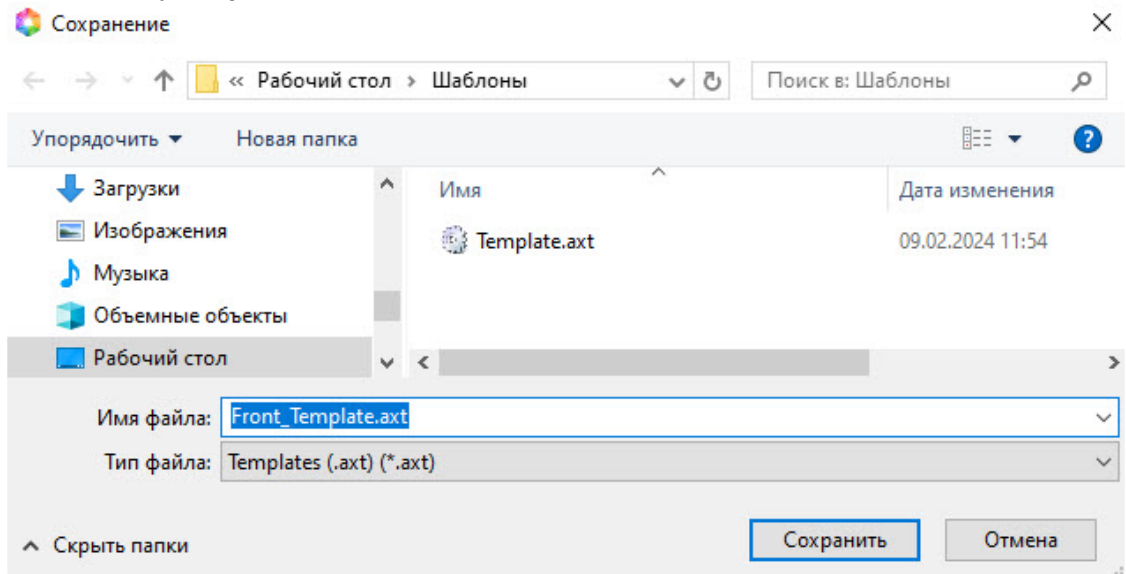 Сохранение
« Рабочий стол › Шаблоны
Поиск в: Шаблоны
Упорядочить
Новая папка
Загрузки
Изображения
Музыка
Объемные объекты
Рабочий стол
Имя
Дата изменения
Template.axt
09.02.2024 11:54
Имя файла: Front_Template.axt
Тип файла: Templates (.axt) (*.axt)
Скрыть папки
Сохранить
Отмена